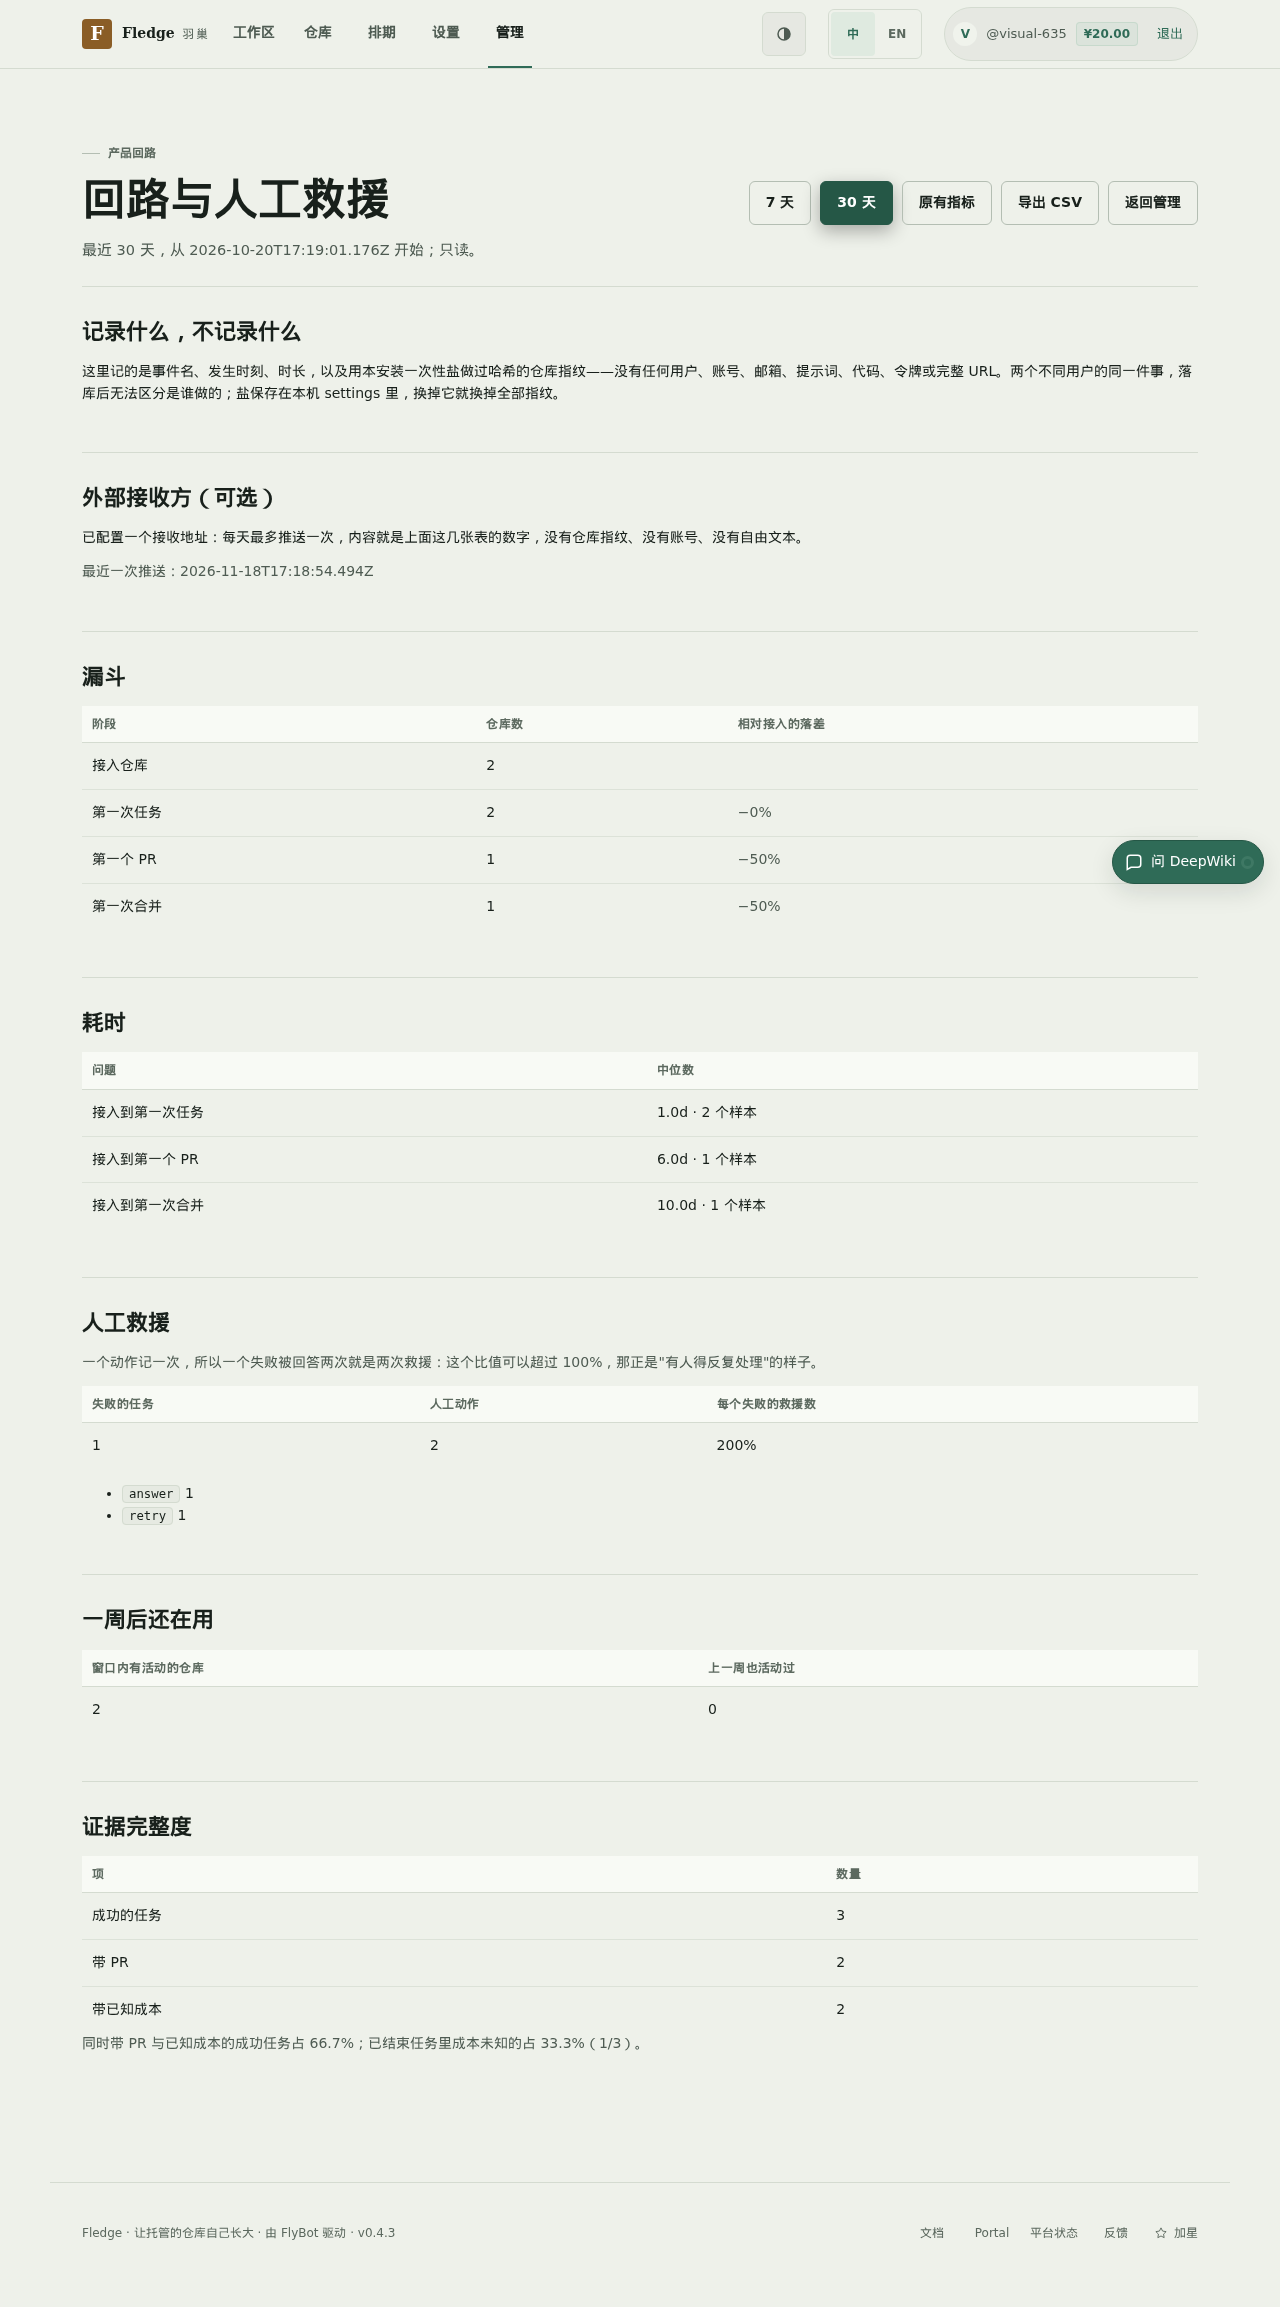 F Fledge 羽巢 工作区 仓库 排期 设置 管理 中 EN V @visual-635 ¥20.00 退出
产品回路
回路与人工救援
7 天 30 天 原有指标 导出 CSV 返回管理
最近 30 天，从 2026-10-20T17:19:01.176Z 开始；只读。
记录什么，不记录什么
这里记的是事件名、发生时刻、时长，以及用本安装一次性盐做过哈希的仓库指纹——没有任何用户、账号、邮箱、提示词、代码、令牌或完整 URL。两个不同用户的同一件事，落
库后无法区分是谁做的；盐保存在本机 settings 里，换掉它就换掉全部指纹。
外部接收方（可选）
已配置一个接收地址：每天最多推送一次，内容就是上面这几张表的数字，没有仓库指纹、没有账号、没有自由文本。
最近一次推送：2026-11-18T17:18:54.494Z
漏斗
阶段 仓库数 相对接入的落差
接入仓库 2
第一次任务 2 −0%
第一个 PR 1 −50%
问 DeepWiki
第一次合并 1 −50%
耗时
问题 中位数
接入到第一次任务 1.0d · 2 个样本
接入到第一个 PR 6.0d · 1 个样本
接入到第一次合并 10.0d · 1 个样本
人工救援
一个动作记一次，所以一个失败被回答两次就是两次救援：这个比值可以超过 100%，那正是"有人得反复处理"的样子。
失败的任务 人工动作 每个失败的救援数
1 2 200%
• answer 1
• retry 1
一周后还在用
窗口内有活动的仓库 上一周也活动过
2 0
证据完整度
项 数量
成功的任务 3
带 PR 2
带已知成本 2
同时带 PR 与已知成本的成功任务占 66.7%；已结束任务里成本未知的占 33.3%（1/3）。
Fledge · 让托管的仓库自己长大 · 由 FlyBot 驱动 · v0.4.3 文档 Portal 平台状态 反馈 加星